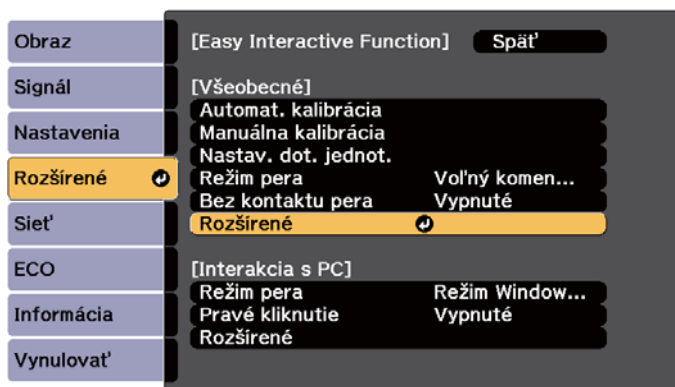 Obraz
Signál
Nastavenia
Rozšírené
Sieť
ECO
Informácia
Vynulovať
[Easy Interactive Function] Späť
[Všeobecné]
Automat. kalibrácia
Manuálna kalibrácia
Nastav. dot. jednot.
Režim pera Voľný komen...
Bez kontaktu pera Vypnuté
Rozšírené
[Interakcia s PC]
Režim pera Režim Window...
Pravé kliknutie Vypnuté
Rozšírené